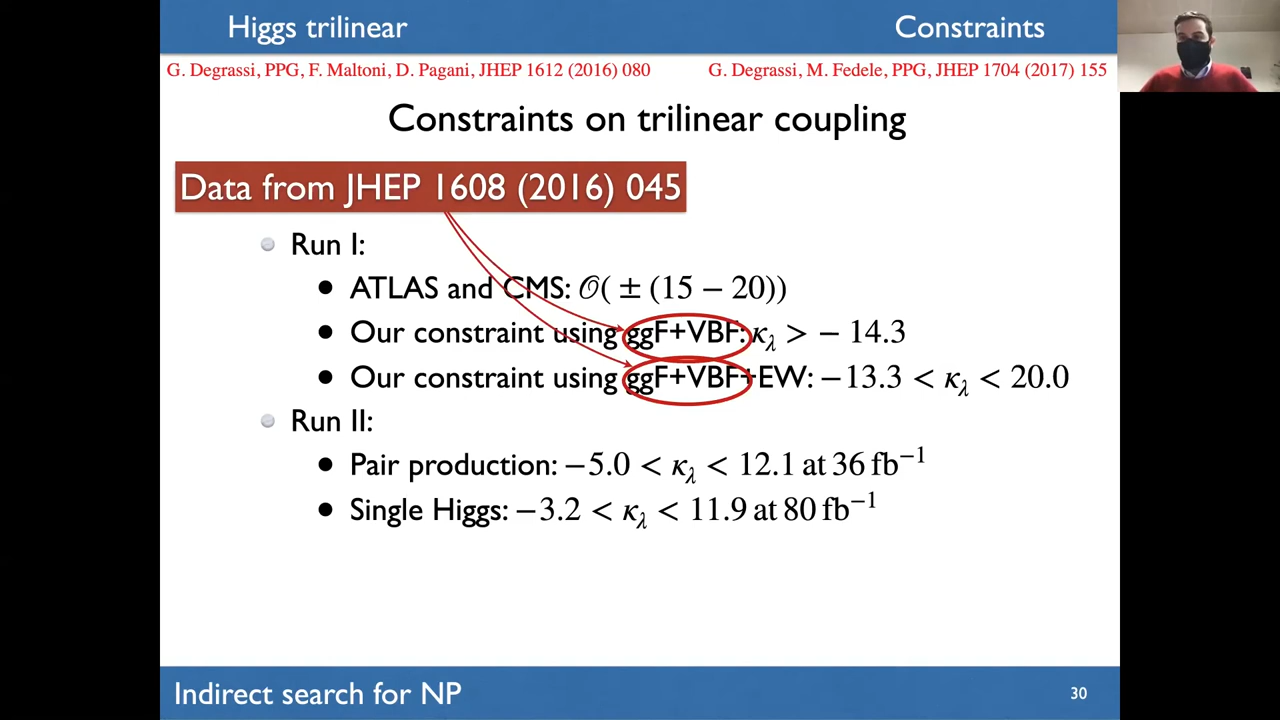 Higgs trilinear
Constraints
G. Degrassi, PPG, F. Maltoni, D. Pagani, JHEP 1612 (2016) 080
G. Degrassi, M. Fedele, PPG, JHEP 1704 (2017) 155
Constraints on trilinear coupling
Data from JHEP 1608 (2016) 045
Run I:
ATLAS and CMS: 𝒪( ± (15 − 20))
Our constraint using ggF+VBF: κ_λ > − 14.3
Our constraint using ggF+VBF+EW: −13.3 < κ_λ < 20.0
Run II:
Pair production: −5.0 < κ_λ < 12.1 at 36 fb⁻¹
Single Higgs: −3.2 < κ_λ < 11.9 at 80 fb⁻¹
Indirect search for NP
30